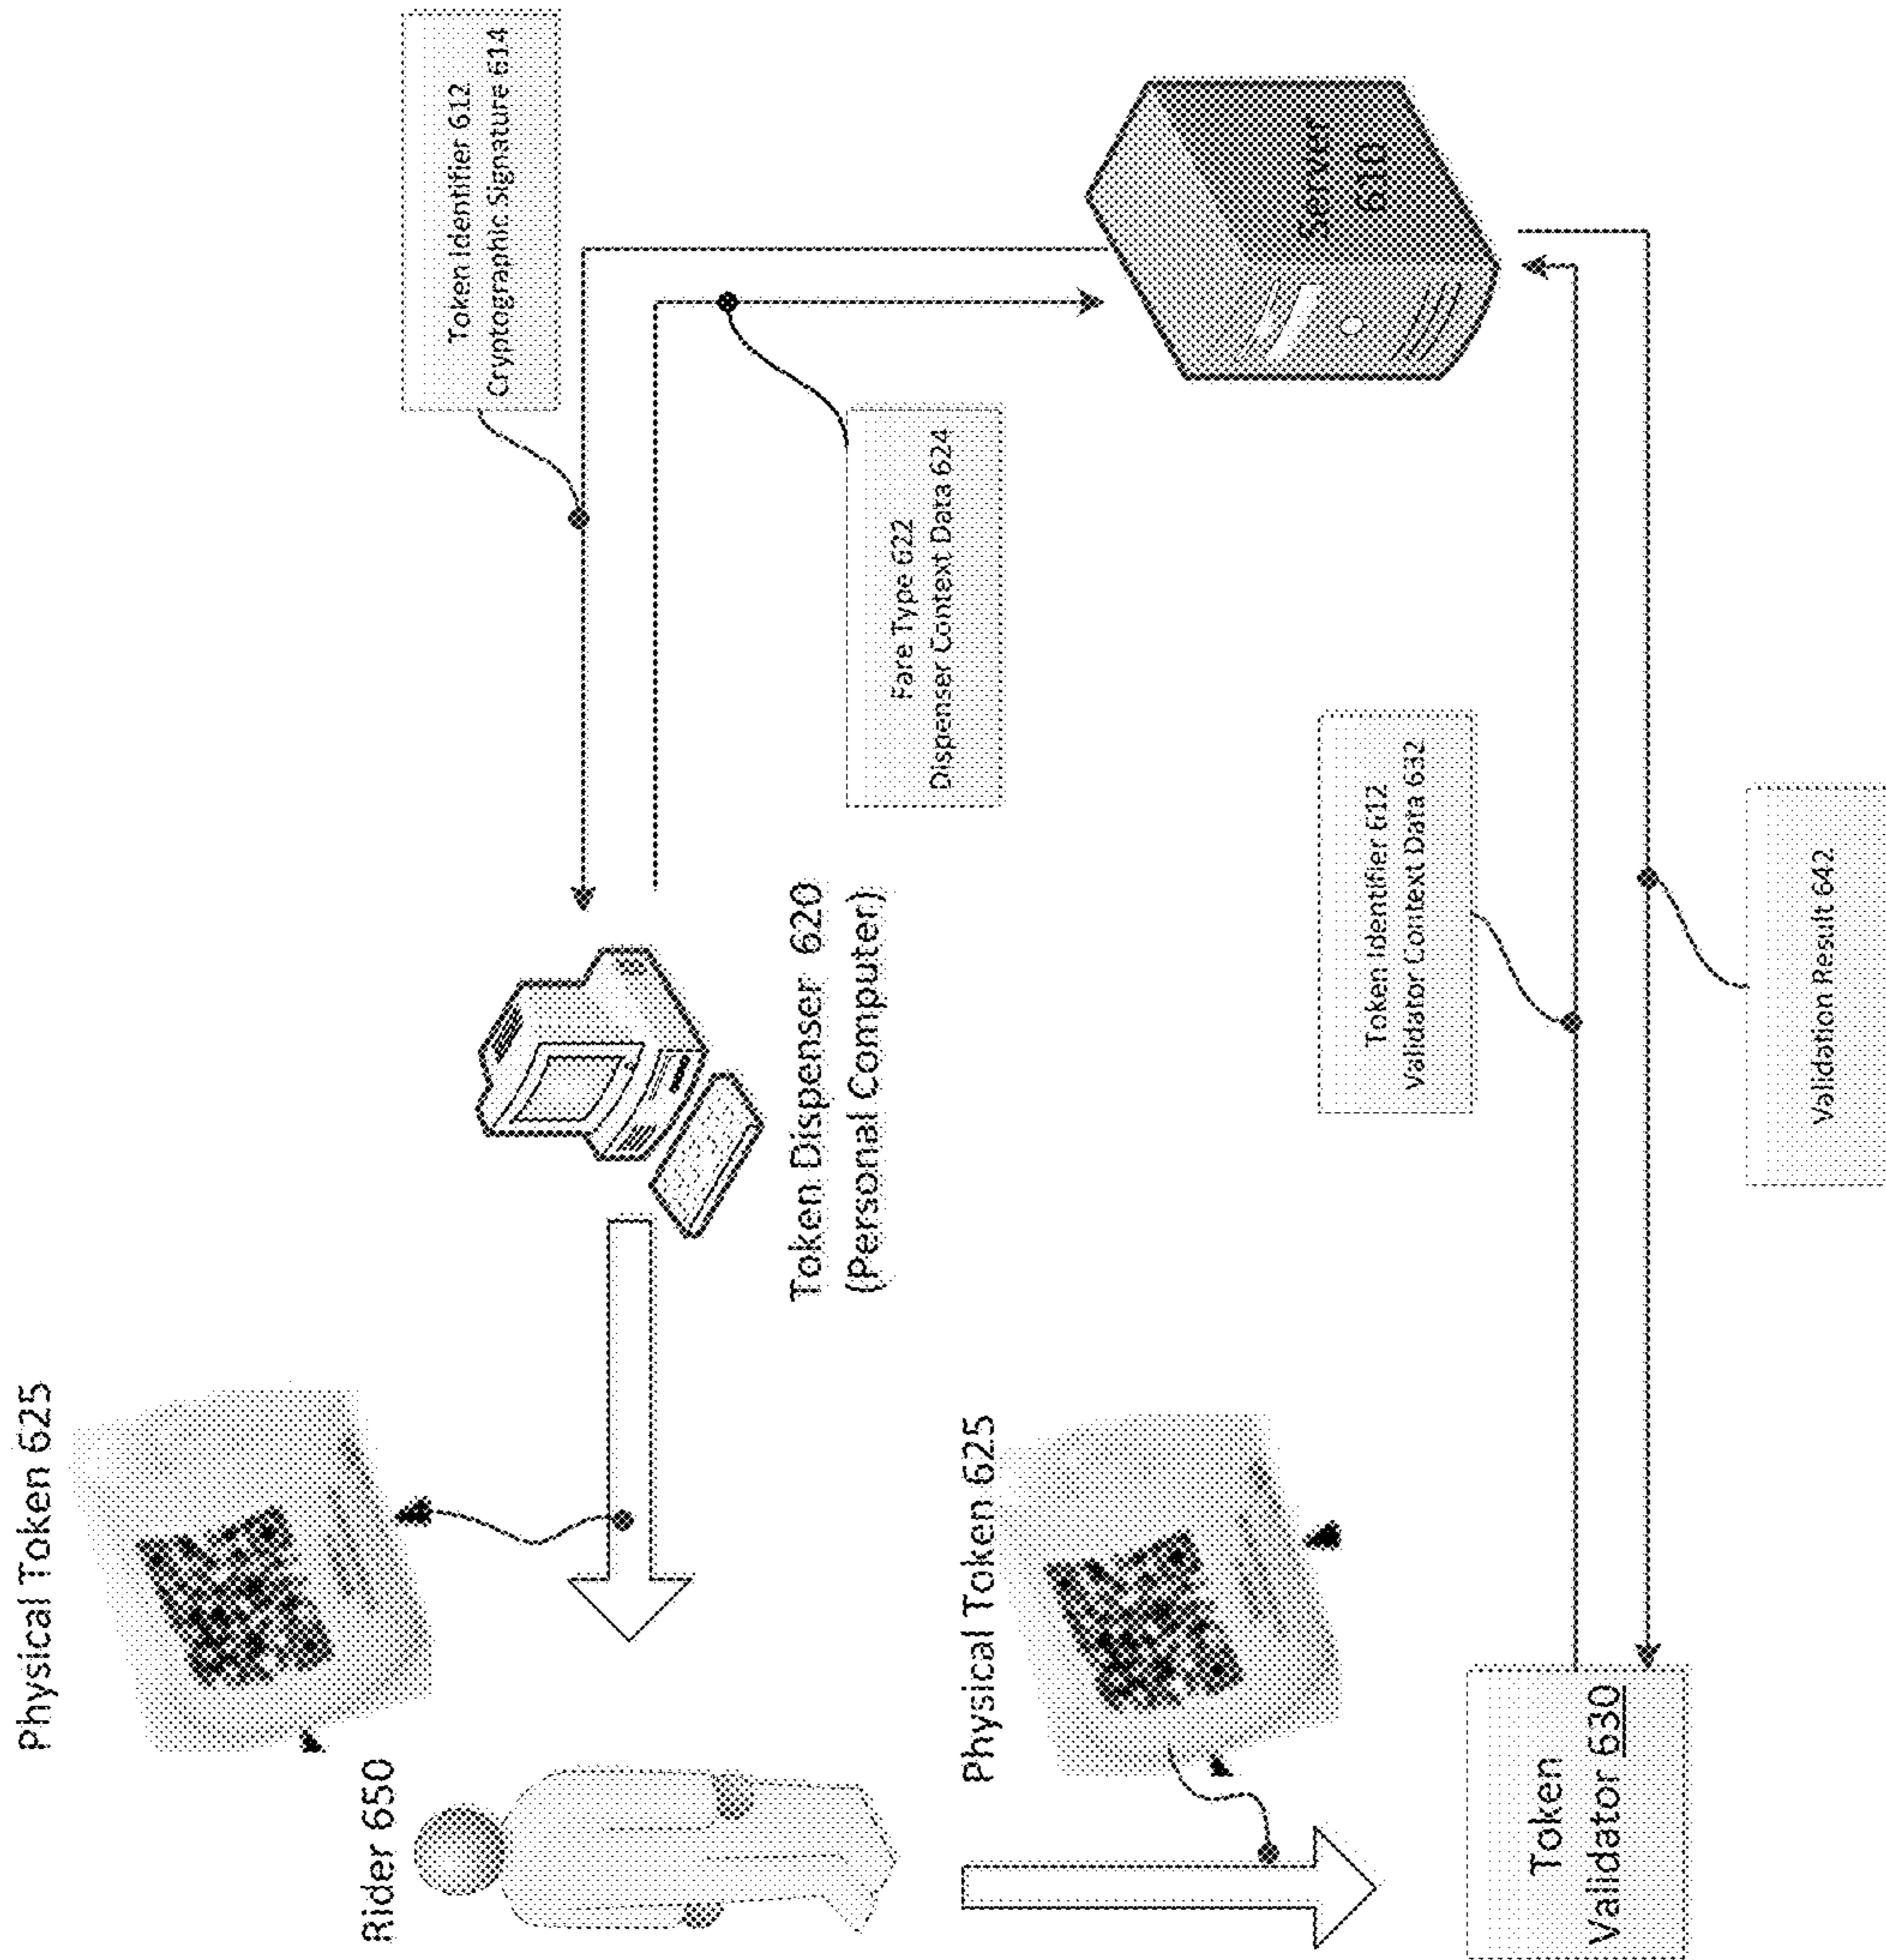 Physical Token 625
Rider 650
Token Identifier 612
Cryptographic Signature 614
Fare Type 622
Dispenser Context Data 624
Token Dispenser 620
(Personal Computer)
Server
610
Physical Token 625
Token Identifier 612
Validator Context Data 632
Token
Validator 630
Validation Result 642